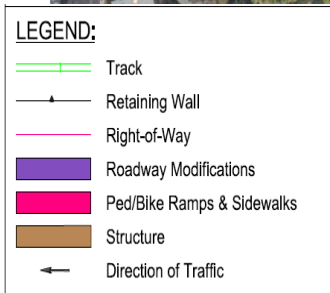 LEGEND:
Track
Retaining Wall
Right-of-Way
Roadway Modifications
Ped/Bike Ramps & Sidewalks
Structure
Direction of Traffic